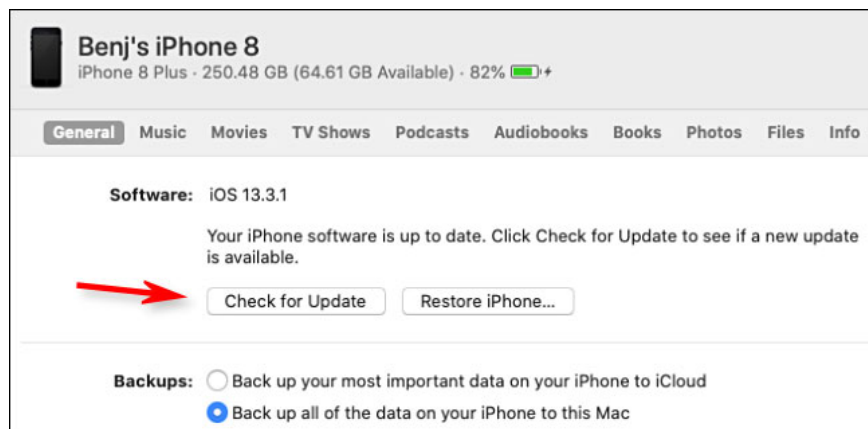 Benj's iPhone 8
iPhone 8 Plus · 250.48 GB (64.61 GB Available) · 82%
General Music Movies TV Shows Podcasts Audiobooks Books Photos Files Info
Software: iOS 13.3.1
Your iPhone software is up to date. Click Check for Update to see if a new update
is available.
Check for Update Restore iPhone...
Backups: Back up your most important data on your iPhone to iCloud
Back up all of the data on your iPhone to this Mac